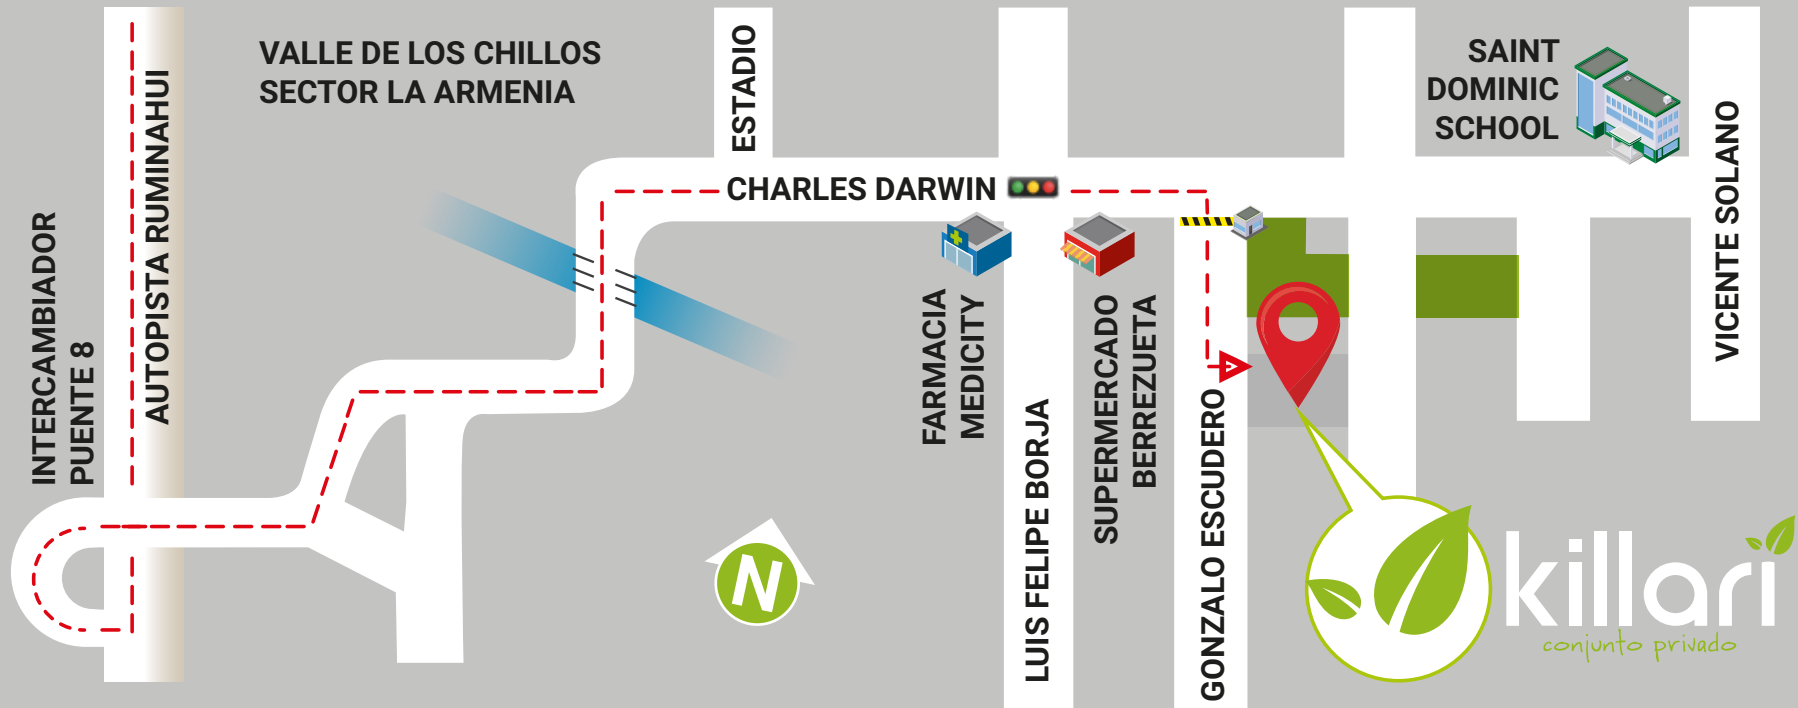 VALLE DE LOS CHILLOS
SECTOR LA ARMENIA
INTERCAMBIADOR
PUENTE 8
AUTOPISTA RUMINAHUI
ESTADIO
CHARLES DARWIN
SAINT
DOMINIC
SCHOOL
VICENTE SOLANO
FARMACIA
MEDICITY
LUIS FELIPE BORJA
SUPERMERCADO
BERREZUETA
GONZALO ESCUDERO
N
killari
conjunto privado